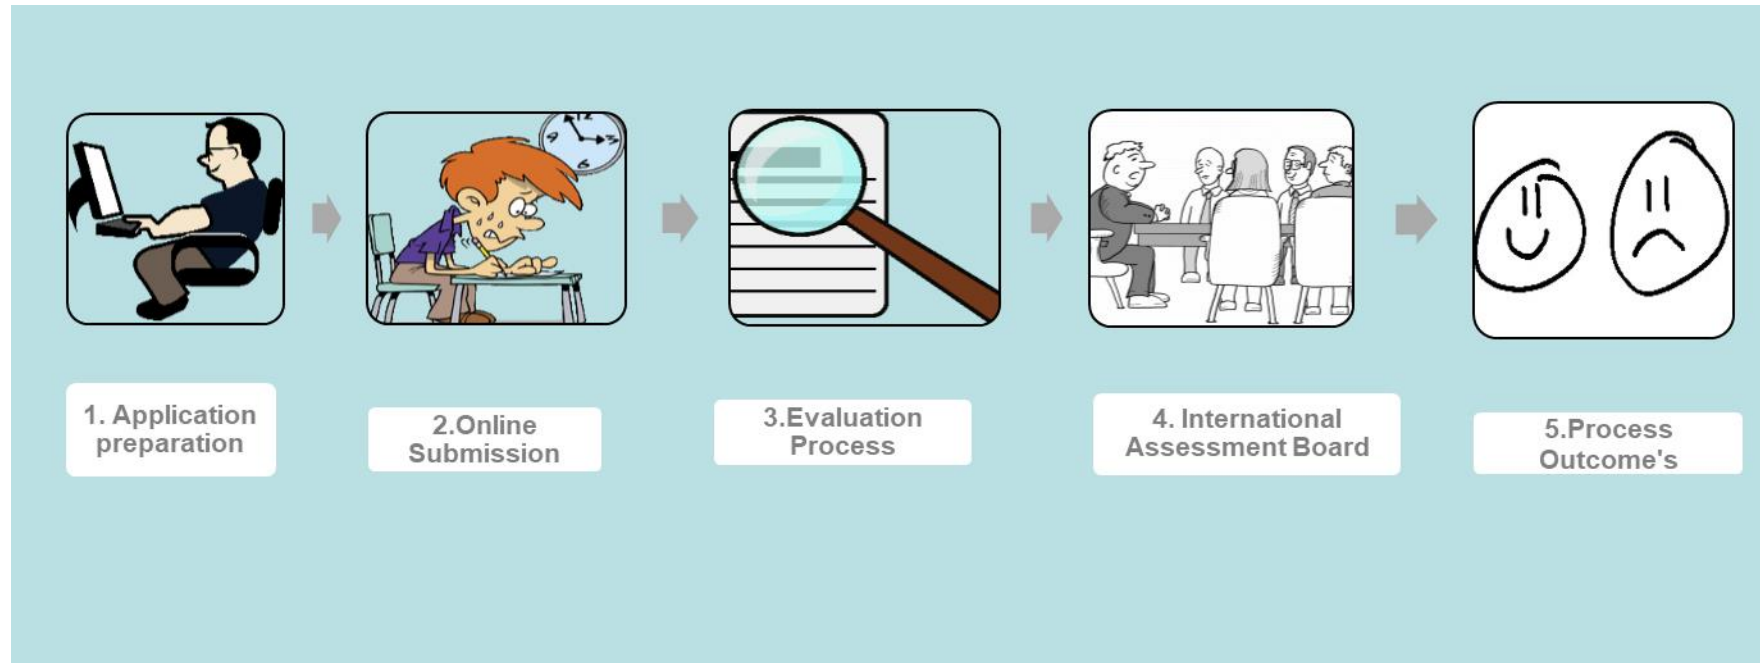 1. Application
preparation
2.Online
Submission
3.Evaluation
Process
4. International
Assessment Board
5.Process
Outcome's